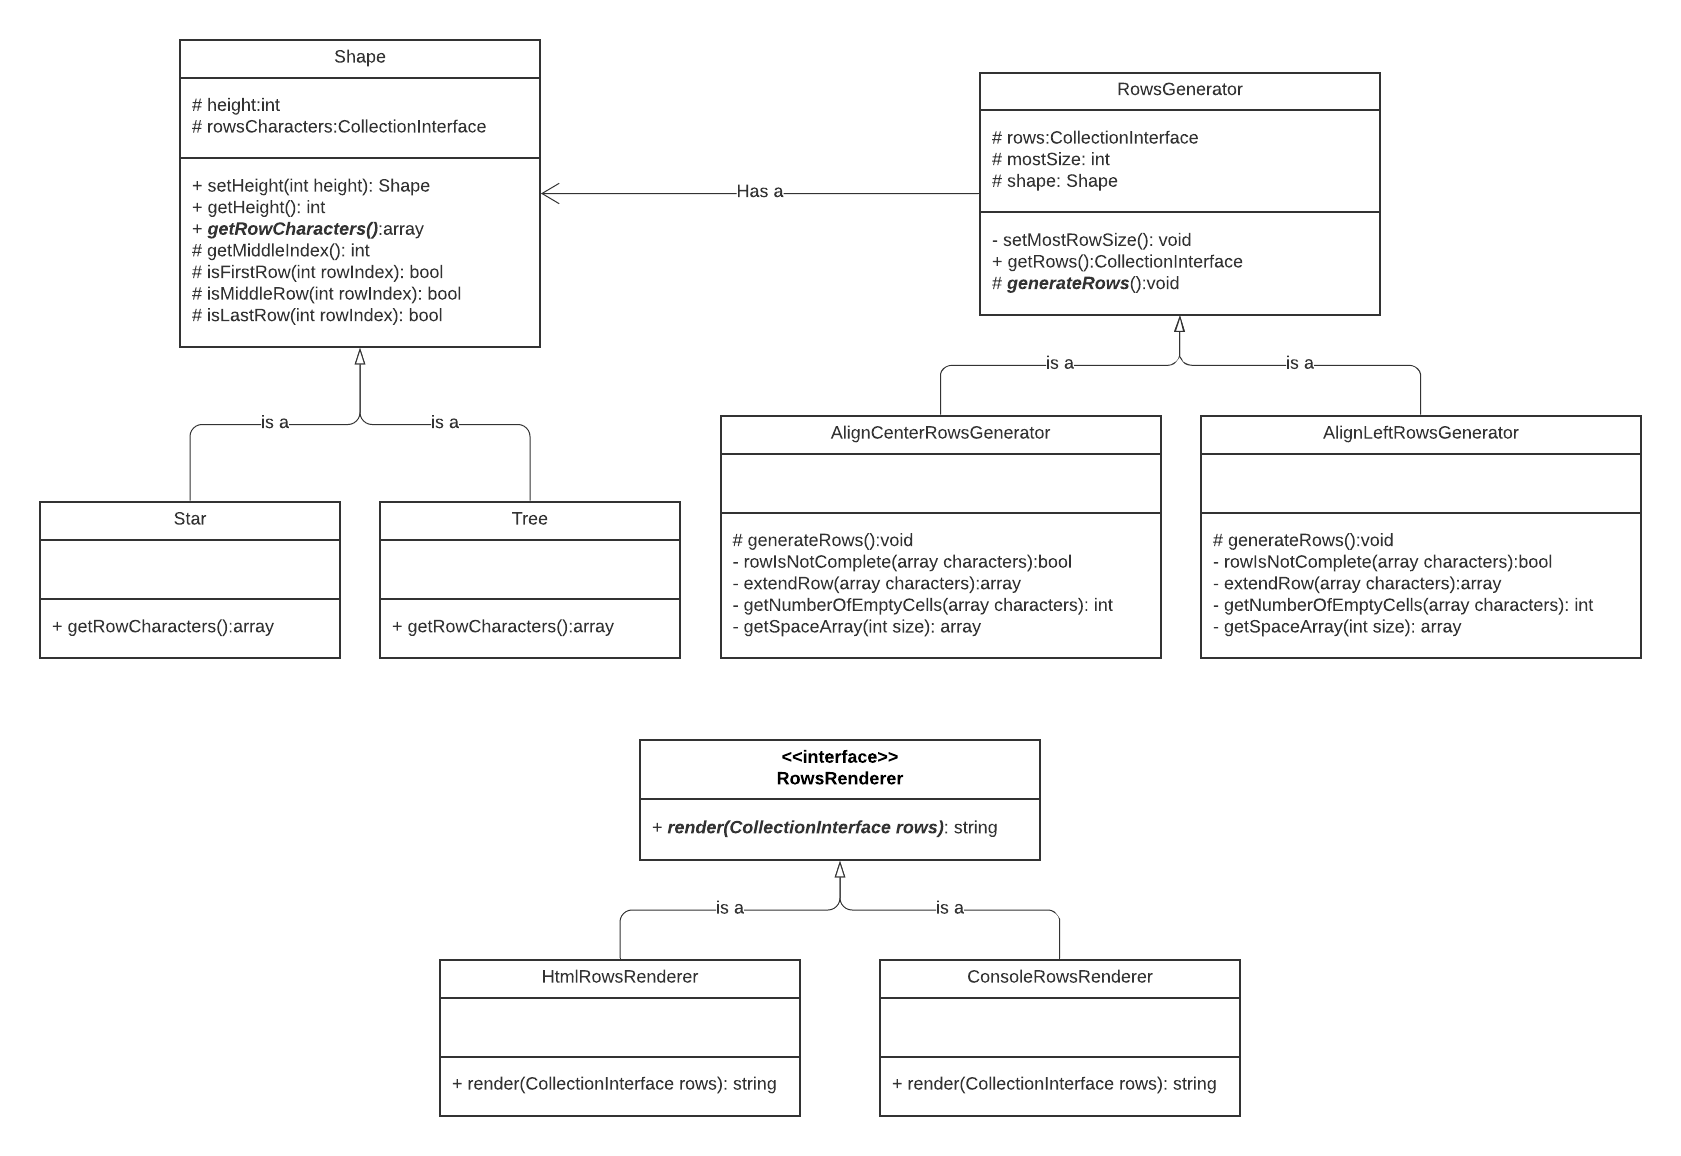 Shape
# height:int
# rowsCharacters:CollectionInterface
+ setHeight(int height): Shape
+ getHeight(): int
+ getRowCharacters():array
# getMiddleIndex(): int
# isFirstRow(int rowIndex): bool
# isMiddleRow(int rowIndex): bool
# isLastRow(int rowIndex): bool
Has a
RowsGenerator
# rows:CollectionInterface
# mostSize: int
# shape: Shape
- setMostRowSize(): void
+ getRows():CollectionInterface
# generateRows():void
is a
is a
is a
is a
Star
+ getRowCharacters():array
Tree
+ getRowCharacters():array
AlignCenterRowsGenerator
# generateRows():void
- rowIsNotComplete(array characters):bool
- extendRow(array characters):array
- getNumberOfEmptyCells(array characters): int
- getSpaceArray(int size): array
AlignLeftRowsGenerator
# generateRows():void
- rowIsNotComplete(array characters):bool
- extendRow(array characters):array
- getNumberOfEmptyCells(array characters): int
- getSpaceArray(int size): array
<<interface>>
RowsRenderer
+ render(CollectionInterface rows): string
is a
is a
HtmlRowsRenderer
+ render(CollectionInterface rows): string
ConsoleRowsRenderer
+ render(CollectionInterface rows): string